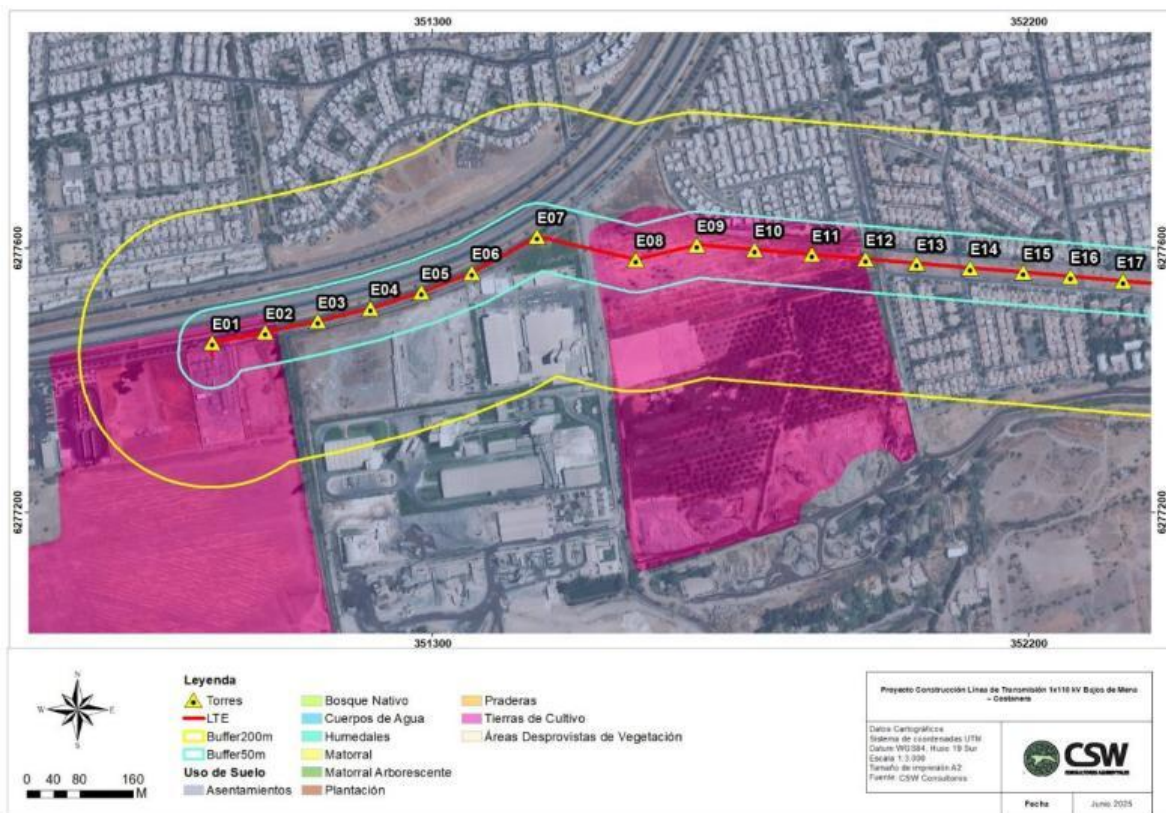 351300 352200
6277600 6277600
E01
E02
E03
E04
E05
E06
E07
E08
E09
E10
E11
E12
E13
E14
E15
E16
E17
6277200 6277200
351300 352200
N
W E
S
0 40 80 160
M
Leyenda
Torres
LTE
Buffer200m
Buffer50m
Uso de Suelo
Asentamientos
Bosque Nativo
Cuerpos de Agua
Humedales
Matorral
Matorral Arborescente
Plantación
Praderas
Tierras de Cultivo
Áreas Desprovistas de Vegetación
Proyecto Construcción Línea de Transmisión 1x110 kV Bajos de Mena
– Costanera
Datos Cartográficos
Sistema de coordenadas UTM
Datum WGS84, Huso 19 Sur
Escala 1:3.000
Tamaño de impresión A2
Fuente: CSW Consultores
CSW
CONSULTORES AMBIENTALES
Fecha Junio 2025